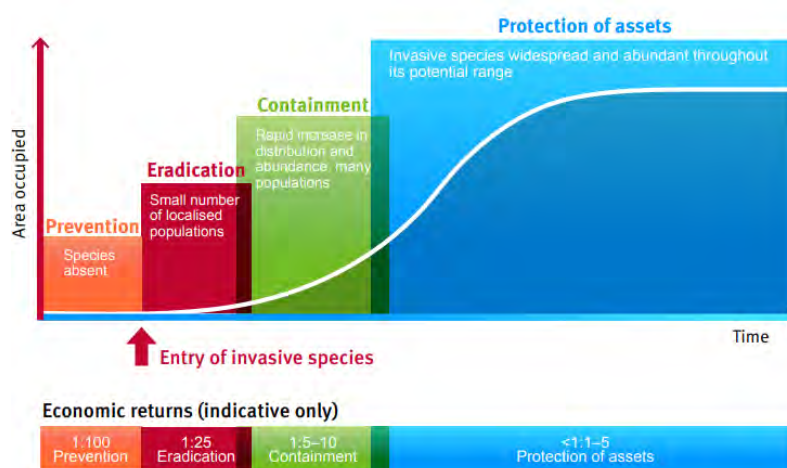 Protection of assets
Invasive species widespread and abundant throughout
its potential range
Containment
Rapid increase in
distribution and
abundance, many
populations
Eradication
Small number
of localised
populations
Prevention
Species
absent
Area occupied
Time
Entry of invasive species
Economic returns (indicative only)
1:100
Prevention
1:25
Eradication
1:5–10
Containment
<1:1–5
Protection of assets